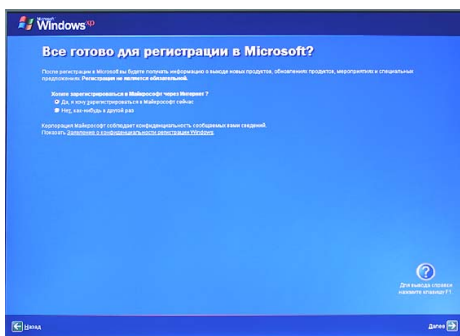 Microsoft
Windows xp
Все готово для регистрации в Microsoft?
После регистрации в Microsoft вы будете получать информацию о выходе новых продуктов, обновлениях продуктов, мероприятиях и специальных
предложениях. Регистрация не является обязательной.
Хотите зарегистрироваться в Майкрософт через Интернет ?
Да, я хочу зарегистрироваться в Майкрософт сейчас
Нет, как-нибудь в другой раз
Корпорация Майкрософт соблюдает конфиденциальность сообщаемых вами сведений.
Показать Заявление о конфиденциальности регистрации Windows.
?
Для вывода справки
нажмите клавишу F1.
Назад
Далее